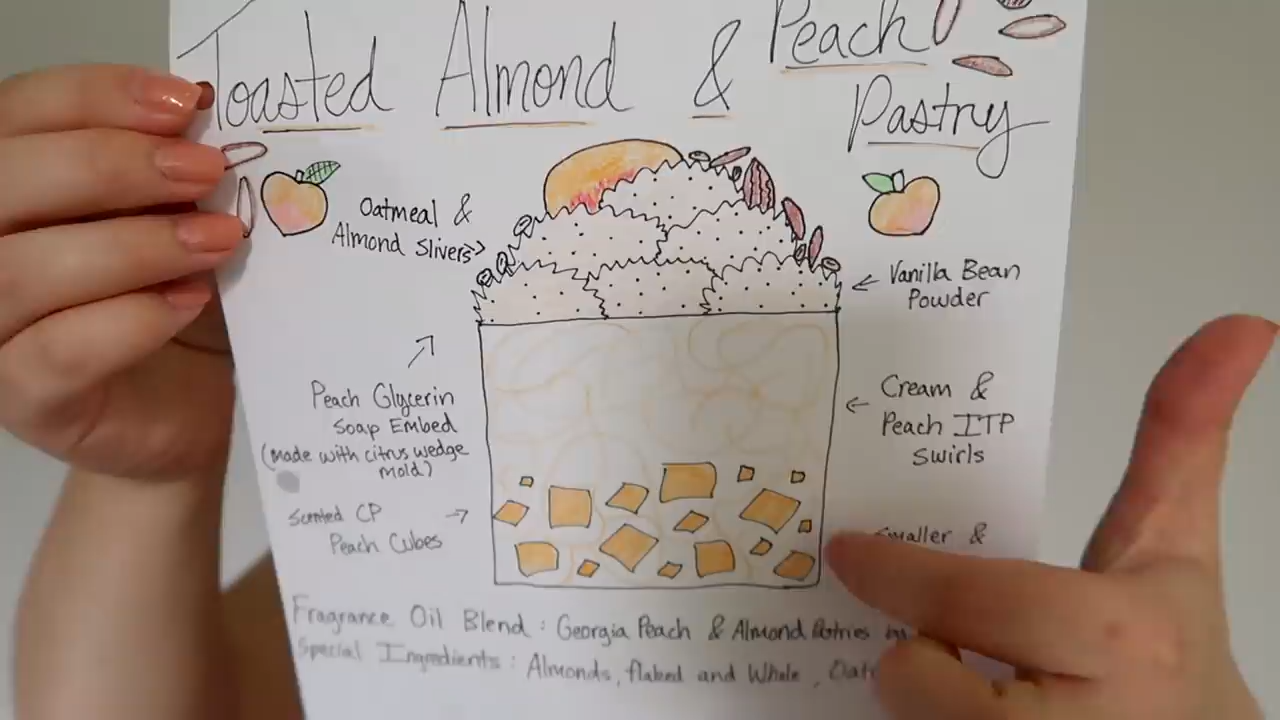 Toasted Almond & Peach
Pastry
Oatmeal &
Almond Slivers
Vanilla Bean
Powder
Peach Glycerin
Soap Embed
(made with citrus wedge
mold)
Cream &
Peach ITP
Swirls
Scented CP
Peach Cubes
Smaller &
Fragrance Oil Blend: Georgia Peach & Almond Pastries
Special Ingredients: Almonds, flaked and Whole,